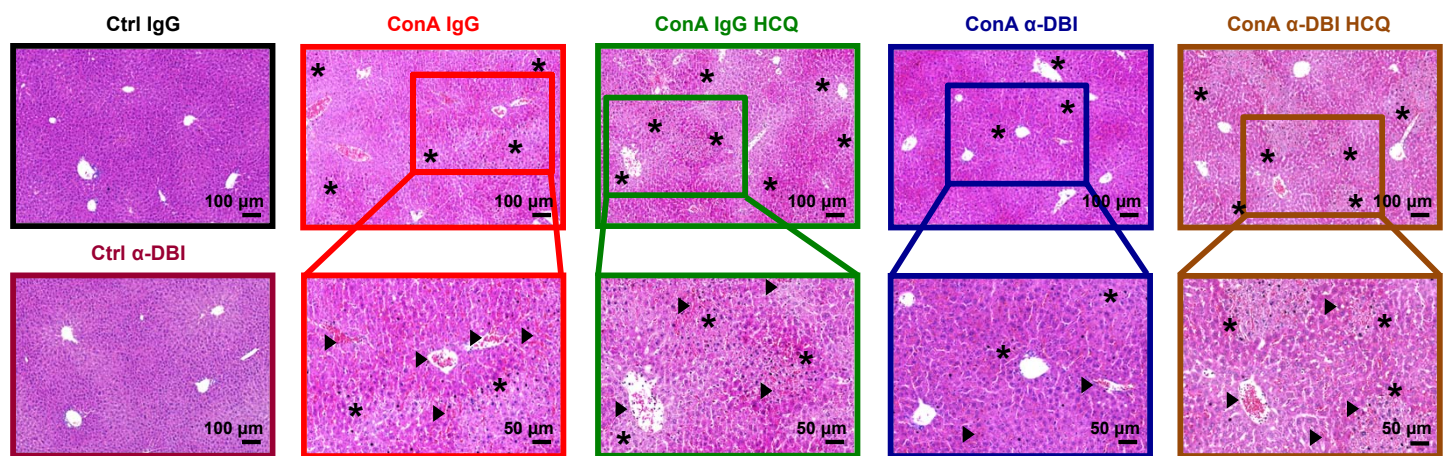 Ctrl IgG
ConA IgG
ConA IgG HCQ
ConA α-DBI
ConA α-DBI HCQ
100 µm
100 µm
100 µm
100 µm
100 µm
Ctrl α-DBI
100 µm
50 µm
50 µm
50 µm
50 µm